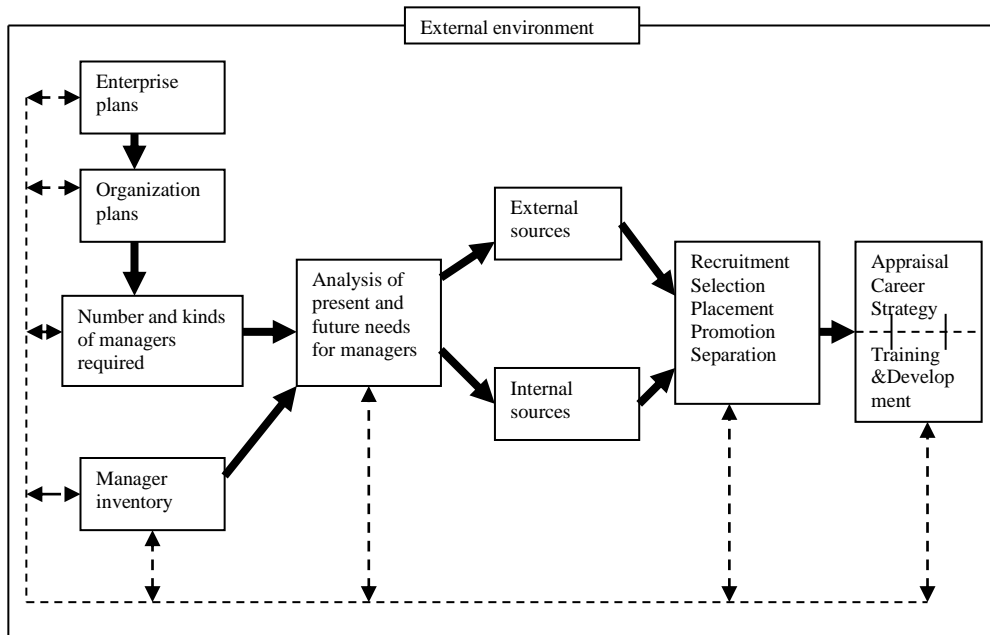 External environment
Enterprise
plans
Organization
plans
Number and kinds
of managers
required
Manager
inventory
Analysis of
present and
future needs
for managers
External
sources
Internal
sources
Recruitment
Selection
Placement
Promotion
Separation
Appraisal
Career
Strategy
Training
&Develop
ment